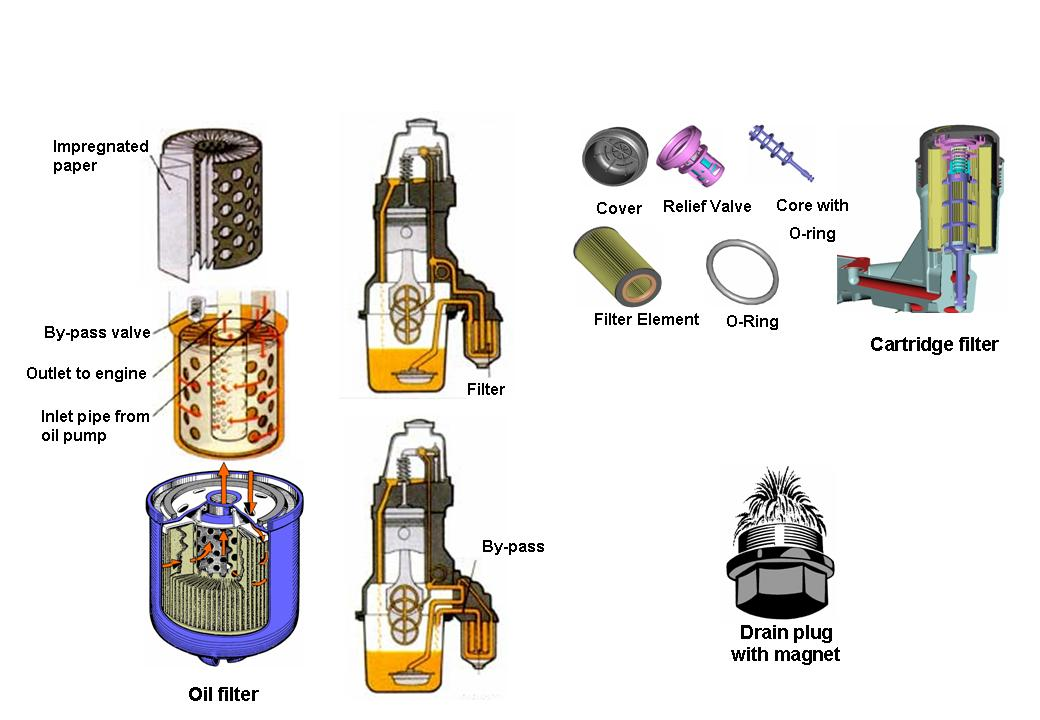 Impregnated
paper
By-pass valve
Outlet to engine
Inlet pipe from
oil pump
Oil filter
Filter
By-pass
Cover
Relief Valve
Core with
O-ring
Filter Element
O-Ring
Cartridge filter
Drain plug
with magnet